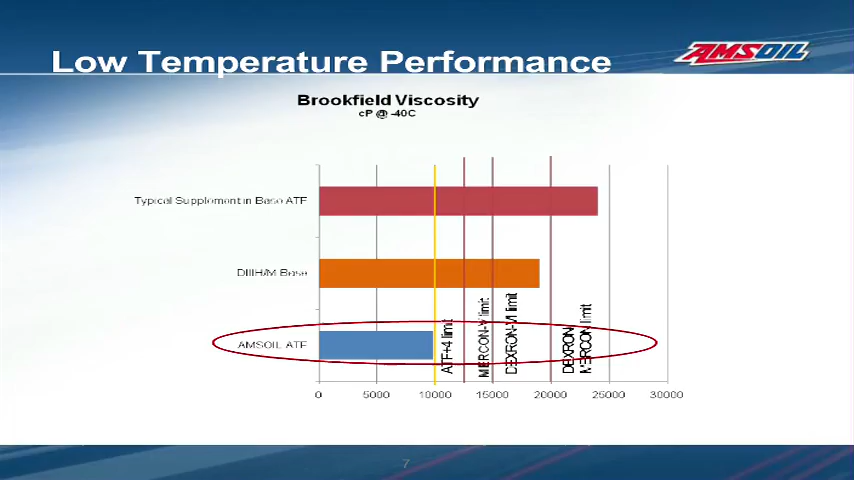 Low Temperature Performance
AMSOIL
Brookfield Viscosity
cP @ -40C
Typical Supplement in Base ATF
DIIIH/M Base
AMSOIL ATF
ATF+4 limit
MERCON-V limit
DEXRON-VI limit
DEXRON
MERCON limit
0 5000 10000 15000 20000 25000 30000
7